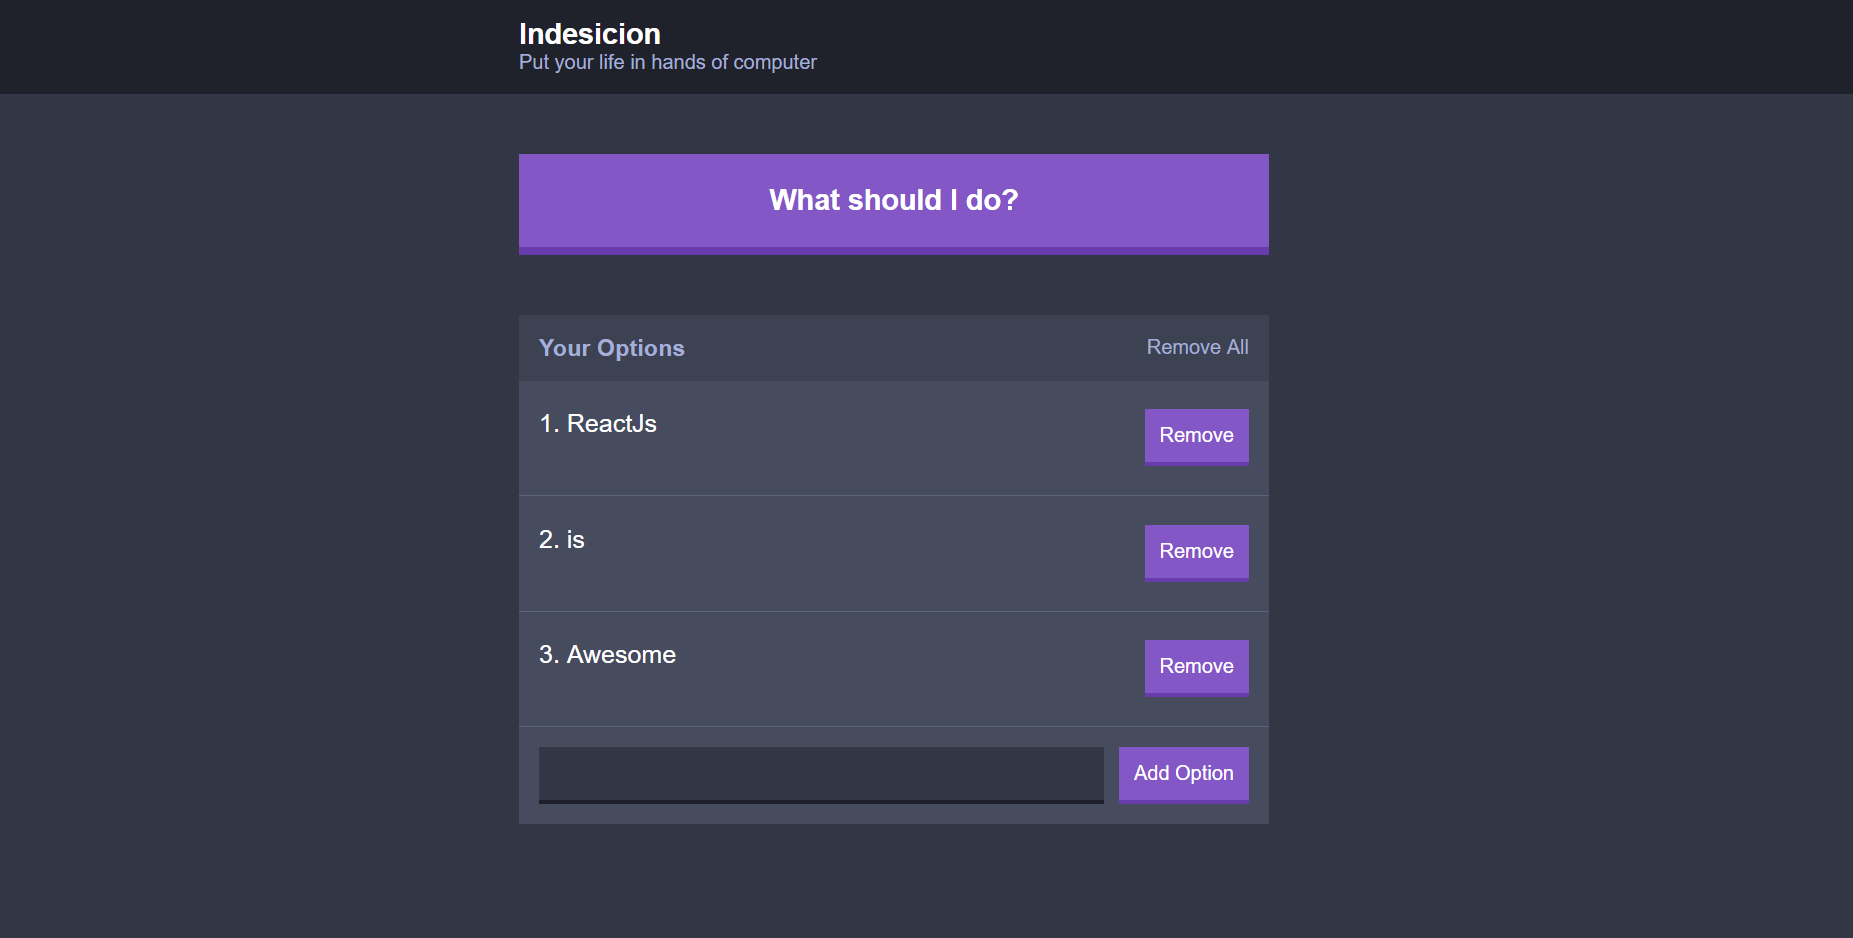 Indesicion
Put your life in hands of computer
What should I do?
Your Options
Remove All
1. ReactJs
Remove
2. is
Remove
3. Awesome
Remove
Add Option